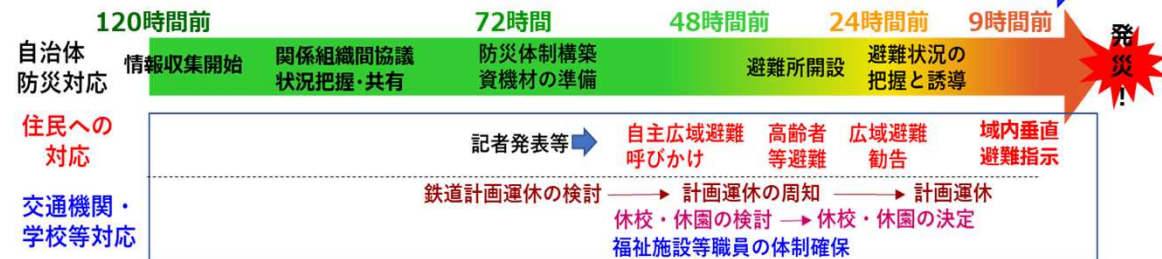 120時間前 72時間 48時間前 24時間前 9時間前
自治体
防災対応
情報収集開始
関係組織間協議
状況把握・共有
防災体制構築
資機材の準備
避難所開設
避難状況の
把握と誘導
発災!
住民への
対応
記者発表等
自主広域避難
呼びかけ
高齢者
等避難
広域避難
勧告
域内垂直
避難指示
交通機関・
学校等対応
鉄道計画運休の検討 計画運休の周知 計画運休
休校・休園の検討 休校・休園の決定
福祉施設等職員の体制確保